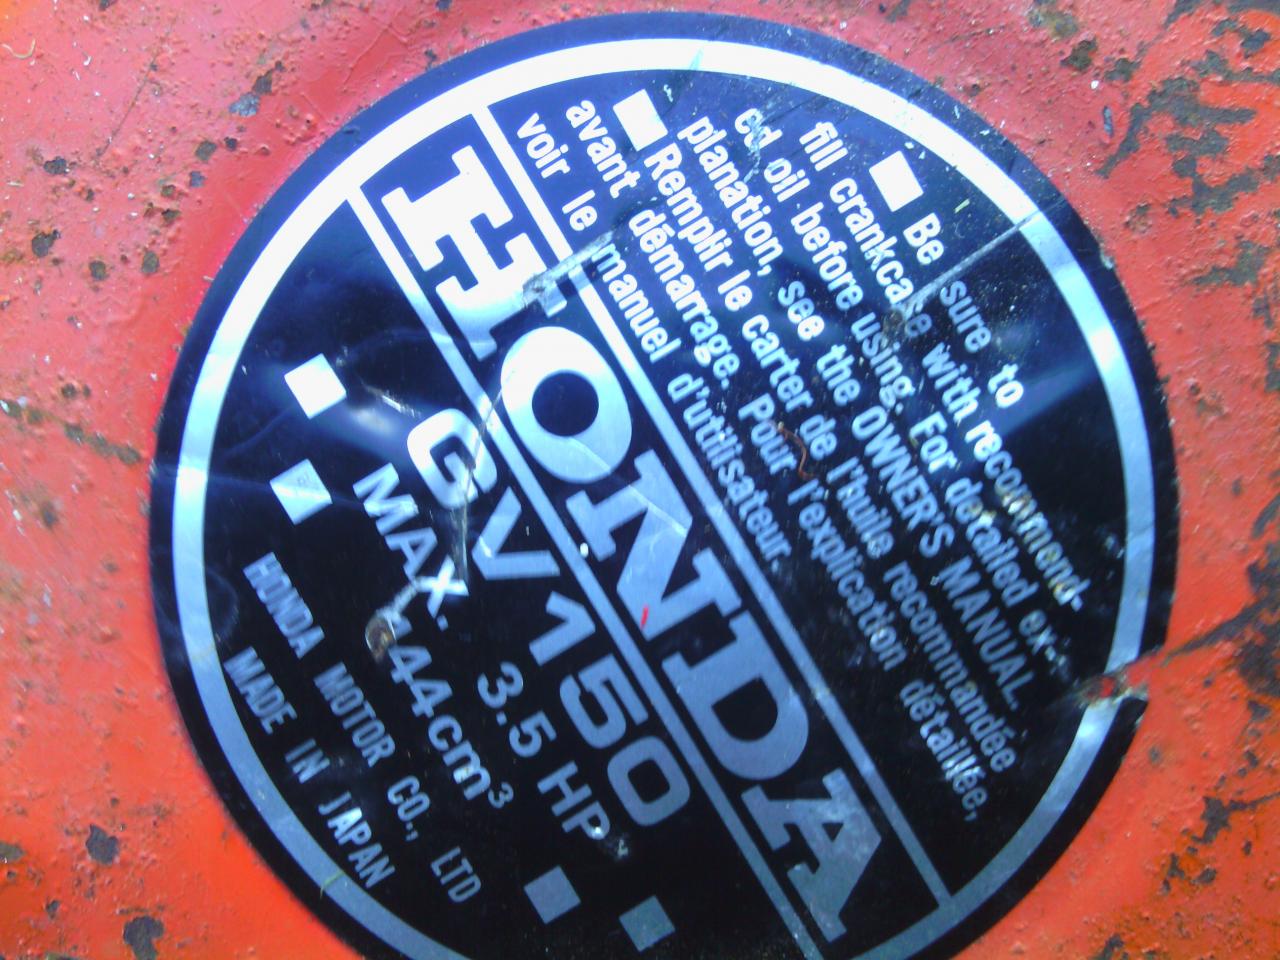 Be sure to
fill crankcase with recommend-
ed oil before using. For detailed ex-
planation, see the OWNER'S MANUAL.
Remplir le carter de l'huile recommandée
avant démarrage. Pour l'explication détaillée,
voir le manuel d'utilisateur.
HONDA
GV150
MAX. 3.5 HP
144cm³
HONDA MOTOR CO., LTD
MADE IN JAPAN